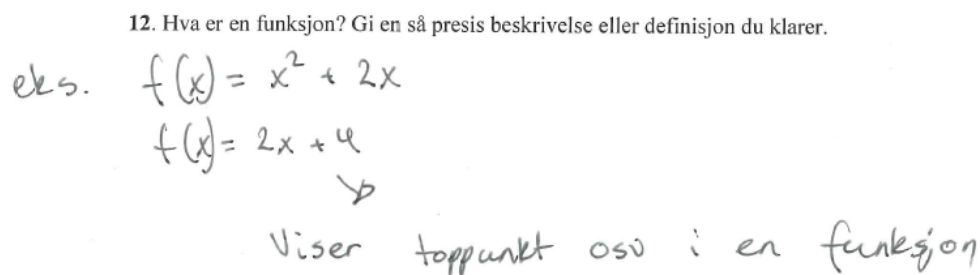 12. Hva er en funksjon? Gi en så presis beskrivelse eller definisjon du klarer.
eks. f(x) = x² + 2x
f(x) = 2x + 4
Viser toppunkt osv i en funksjon